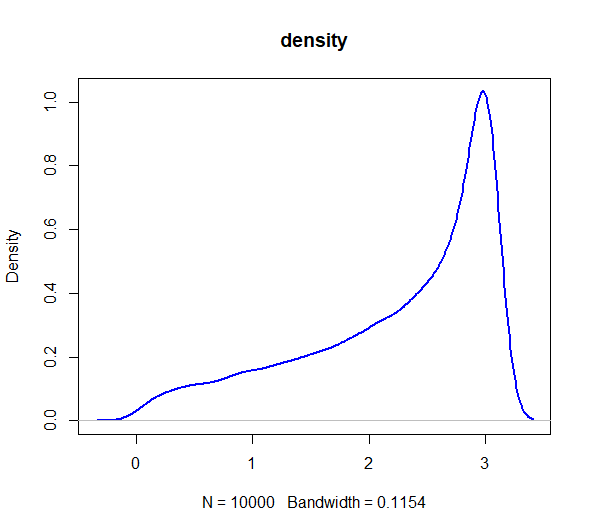 density
Density
0.0 0.2 0.4 0.6 0.8 1.0
0 1 2 3
N = 10000 Bandwidth = 0.1154